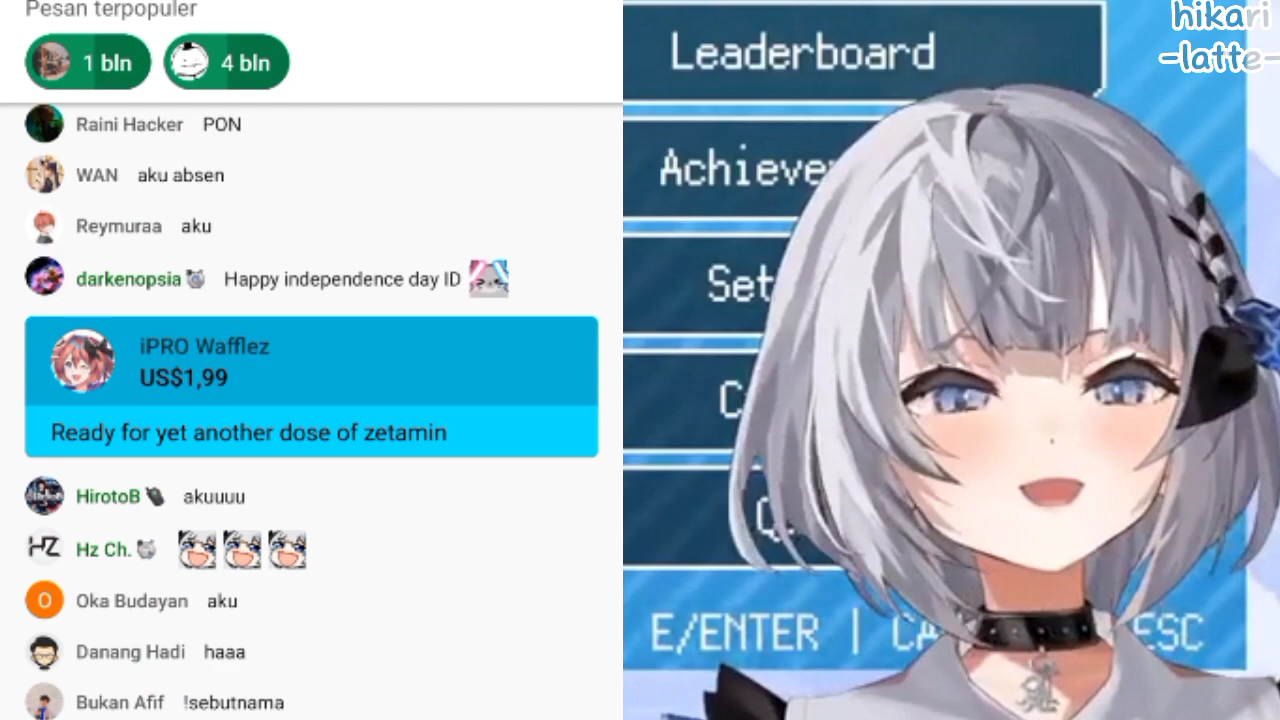 Pesan terpopuler
1 bln
4 bln
Raini Hacker PON
WAN aku absen
Reymuraa aku
darkenopsia Happy independence day ID
iPRO Wafflez
US$1,99
Ready for yet another dose of zetamin
HirotoB akuuuu
HZ
Hz Ch.
O
Oka Budayan aku
Danang Hadi haaa
Bukan Afif !sebutnama
Leaderboard
Achieve
Set
C
Q
E/ENTER | CA
ESC
hikari
-latte-